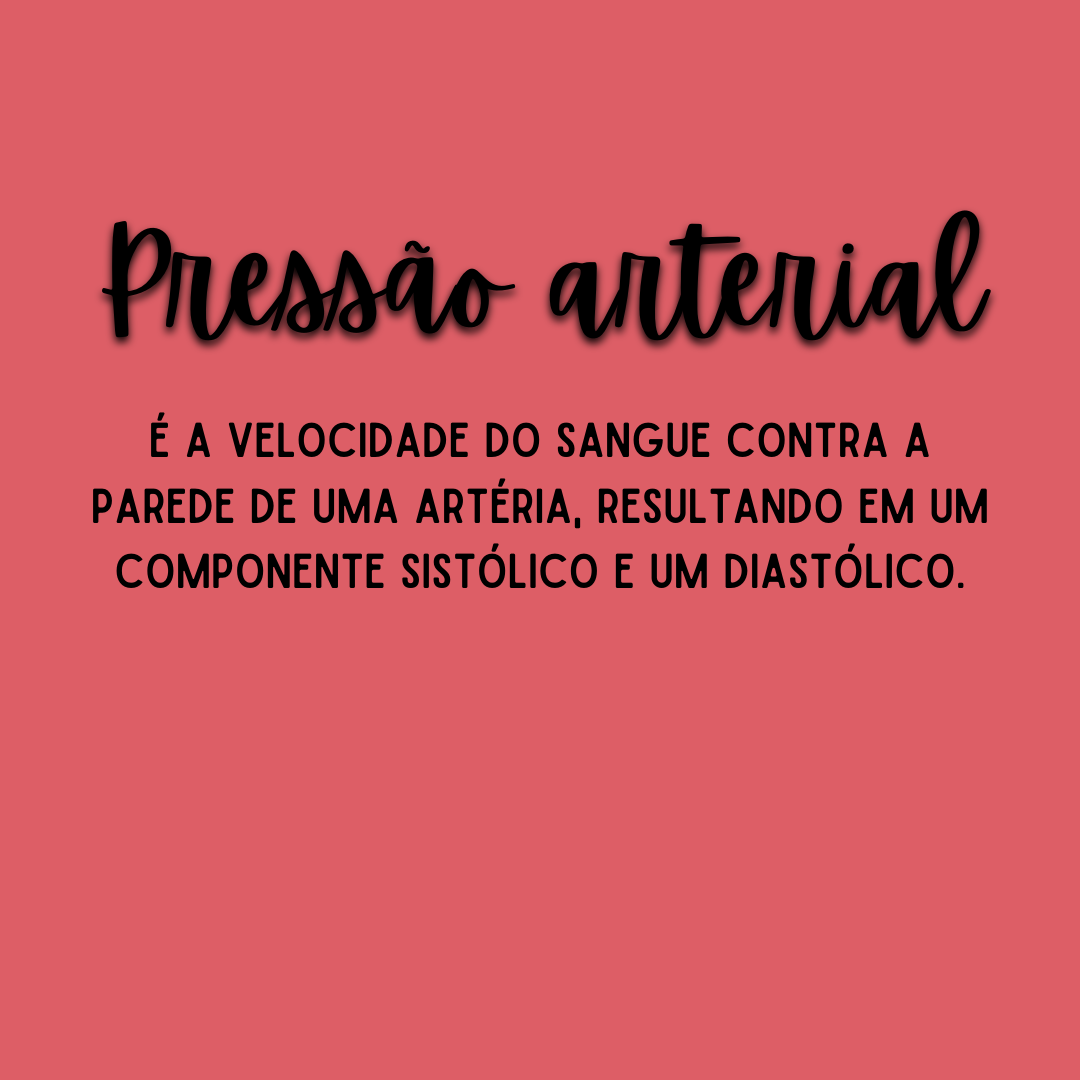 Pressão arterial
É A VELOCIDADE DO SANGUE CONTRA A
PAREDE DE UMA ARTÉRIA, RESULTANDO EM UM
COMPONENTE SISTÓLICO E UM DIASTÓLICO.